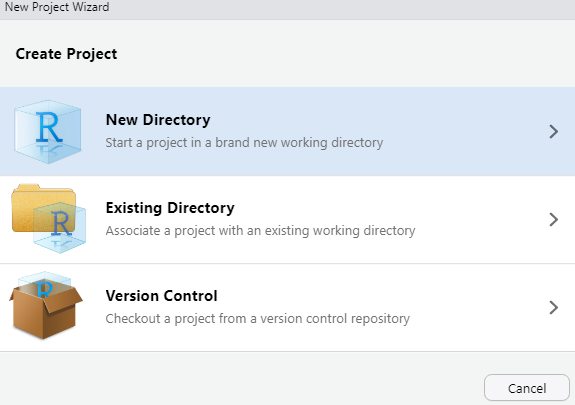 New Project Wizard
Create Project
R
New Directory
Start a project in a brand new working directory
R
Existing Directory
Associate a project with an existing working directory
R
Version Control
Checkout a project from a version control repository
Cancel